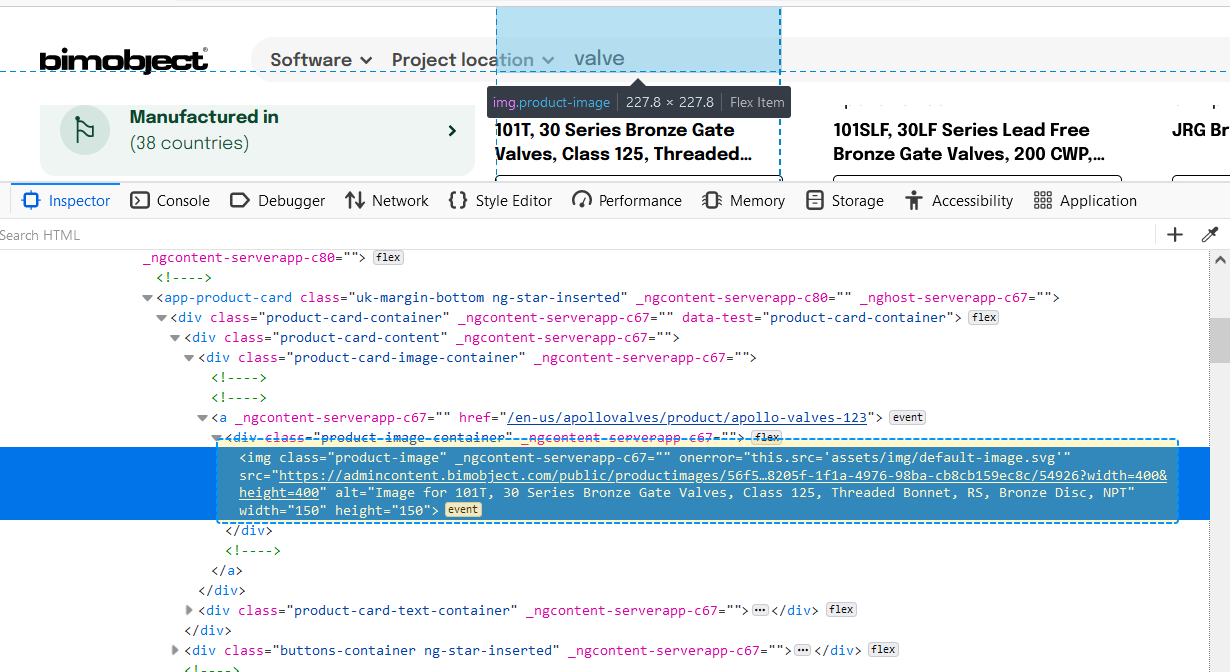 bimobject®
Software
Project location
valve
img.product-image 227.8 × 227.8 Flex Item
Manufactured in
(38 countries)
101T, 30 Series Bronze Gate
Valves, Class 125, Threaded…
101SLF, 30LF Series Lead Free
Bronze Gate Valves, 200 CWP,…
JRG Br
Inspector Console Debugger Network Style Editor Performance Memory Storage Accessibility Application
Search HTML
_ngcontent-serverapp-c80=""> flex
<!---->
<app-product-card class="uk-margin-bottom ng-star-inserted" _ngcontent-serverapp-c80="" _nghost-serverapp-c67="">
<div class="product-card-container" _ngcontent-serverapp-c67="" data-test="product-card-container"> flex
<div class="product-card-content" _ngcontent-serverapp-c67="">
<div class="product-card-image-container" _ngcontent-serverapp-c67="">
<!---->
<!---->
<a _ngcontent-serverapp-c67="" href="/en-us/apollovalves/product/apollo-valves-123"> event
<div class="product-image-container" _ngcontent-serverapp-c67=""> flex
<img class="product-image" _ngcontent-serverapp-c67="" onerror="this.src='assets/img/default-image.svg'"
src="https://admincontent.bimobject.com/public/productimages/56f5…8205f-1f1a-4976-98ba-cb8cb159ec8c/54926?width=400&
height=400" alt="Image for 101T, 30 Series Bronze Gate Valves, Class 125, Threaded Bonnet, RS, Bronze Disc, NPT"
width="150" height="150"> event
</div>
<!---->
</a>
</div>
<div class="product-card-text-container" _ngcontent-serverapp-c67="">…</div> flex
</div>
<div class="buttons-container ng-star-inserted" _ngcontent-serverapp-c67="">…</div> flex
<!---->